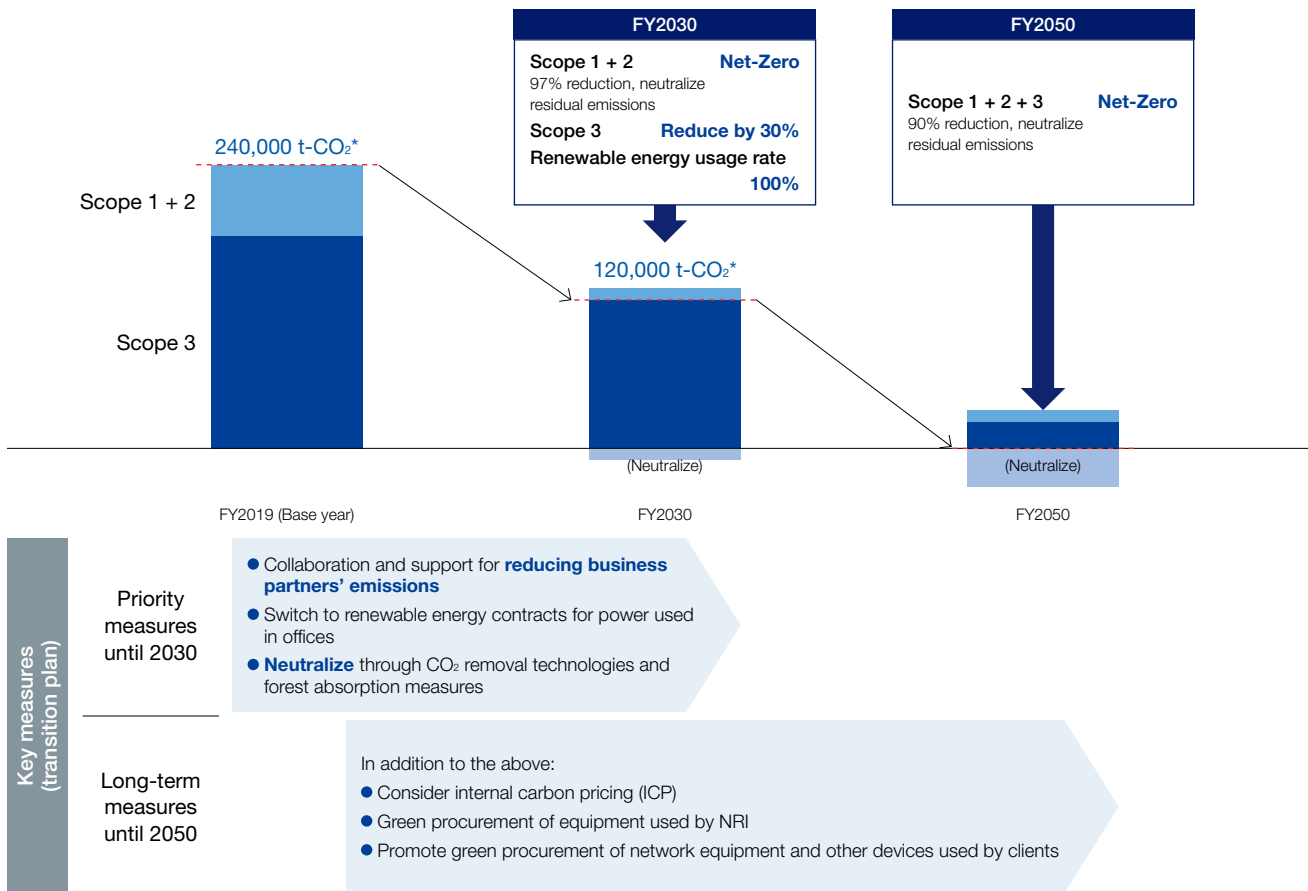 FY2030
Scope 1 + 2 Net-Zero
97% reduction, neutralize
residual emissions
Scope 3 Reduce by 30%
Renewable energy usage rate
100%
FY2050
Scope 1 + 2 + 3 Net-Zero
90% reduction, neutralize
residual emissions
240,000 t-CO₂*
Scope 1 + 2
Scope 3
120,000 t-CO₂*
(Neutralize)
(Neutralize)
FY2019 (Base year)
FY2030
FY2050
Key measures
(transition plan)
Priority
measures
until 2030
● Collaboration and support for reducing business
partners’ emissions
● Switch to renewable energy contracts for power used
in offices
● Neutralize through CO₂ removal technologies and
forest absorption measures
Long-term
measures
until 2050
In addition to the above:
● Consider internal carbon pricing (ICP)
● Green procurement of equipment used by NRI
● Promote green procurement of network equipment and other devices used by clients